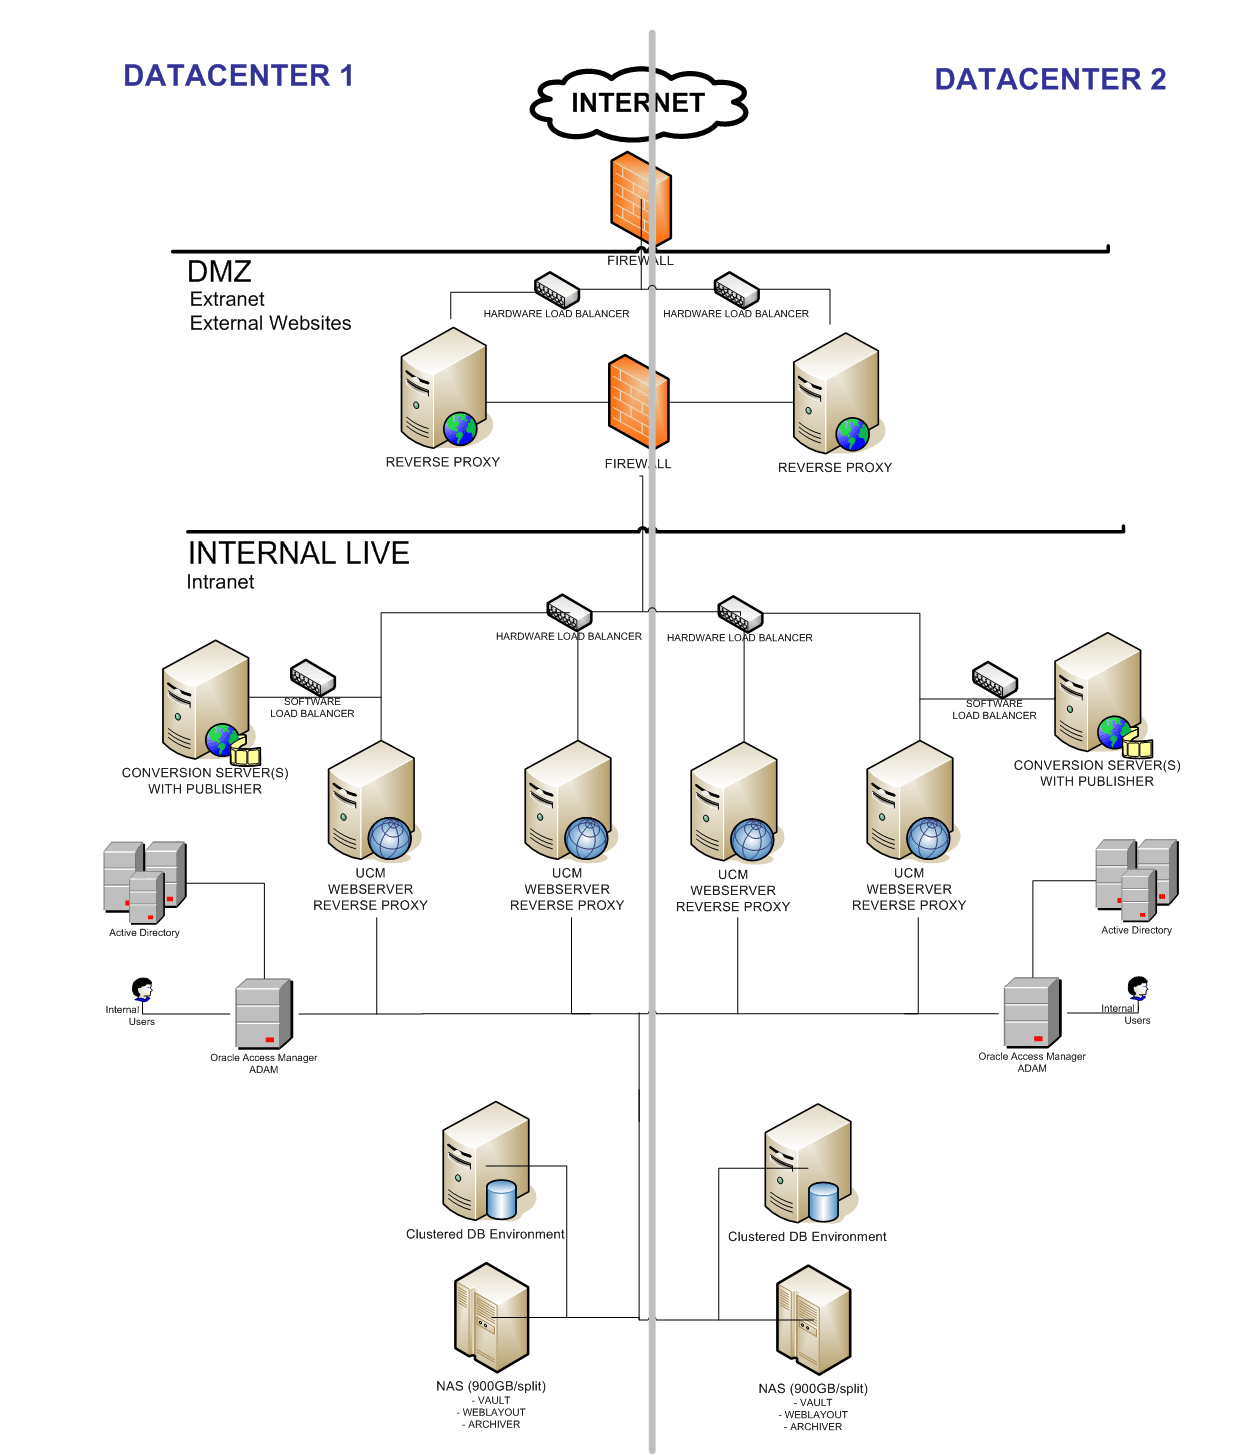 DATACENTER 1
DATACENTER 2
INTERNET
FIREWALL
DMZ
Extranet
External Websites
HARDWARE LOAD BALANCER
HARDWARE LOAD BALANCER
REVERSE PROXY
FIREWALL
REVERSE PROXY
INTERNAL LIVE
Intranet
HARDWARE LOAD BALANCER
HARDWARE LOAD BALANCER
SOFTWARE
LOAD BALANCER
SOFTWARE
LOAD BALANCER
CONVERSION SERVER(S)
WITH PUBLISHER
CONVERSION SERVER(S)
WITH PUBLISHER
UCM
WEBSERVER
REVERSE PROXY
UCM
WEBSERVER
REVERSE PROXY
UCM
WEBSERVER
REVERSE PROXY
UCM
WEBSERVER
REVERSE PROXY
Active Directory
Active Directory
Internal
Users
Internal
Users
Oracle Access Manager
ADAM
Oracle Access Manager
ADAM
Clustered DB Environment
Clustered DB Environment
NAS (900GB/split)
- VAULT
- WEBLAYOUT
- ARCHIVER
NAS (900GB/split)
- VAULT
- WEBLAYOUT
- ARCHIVER